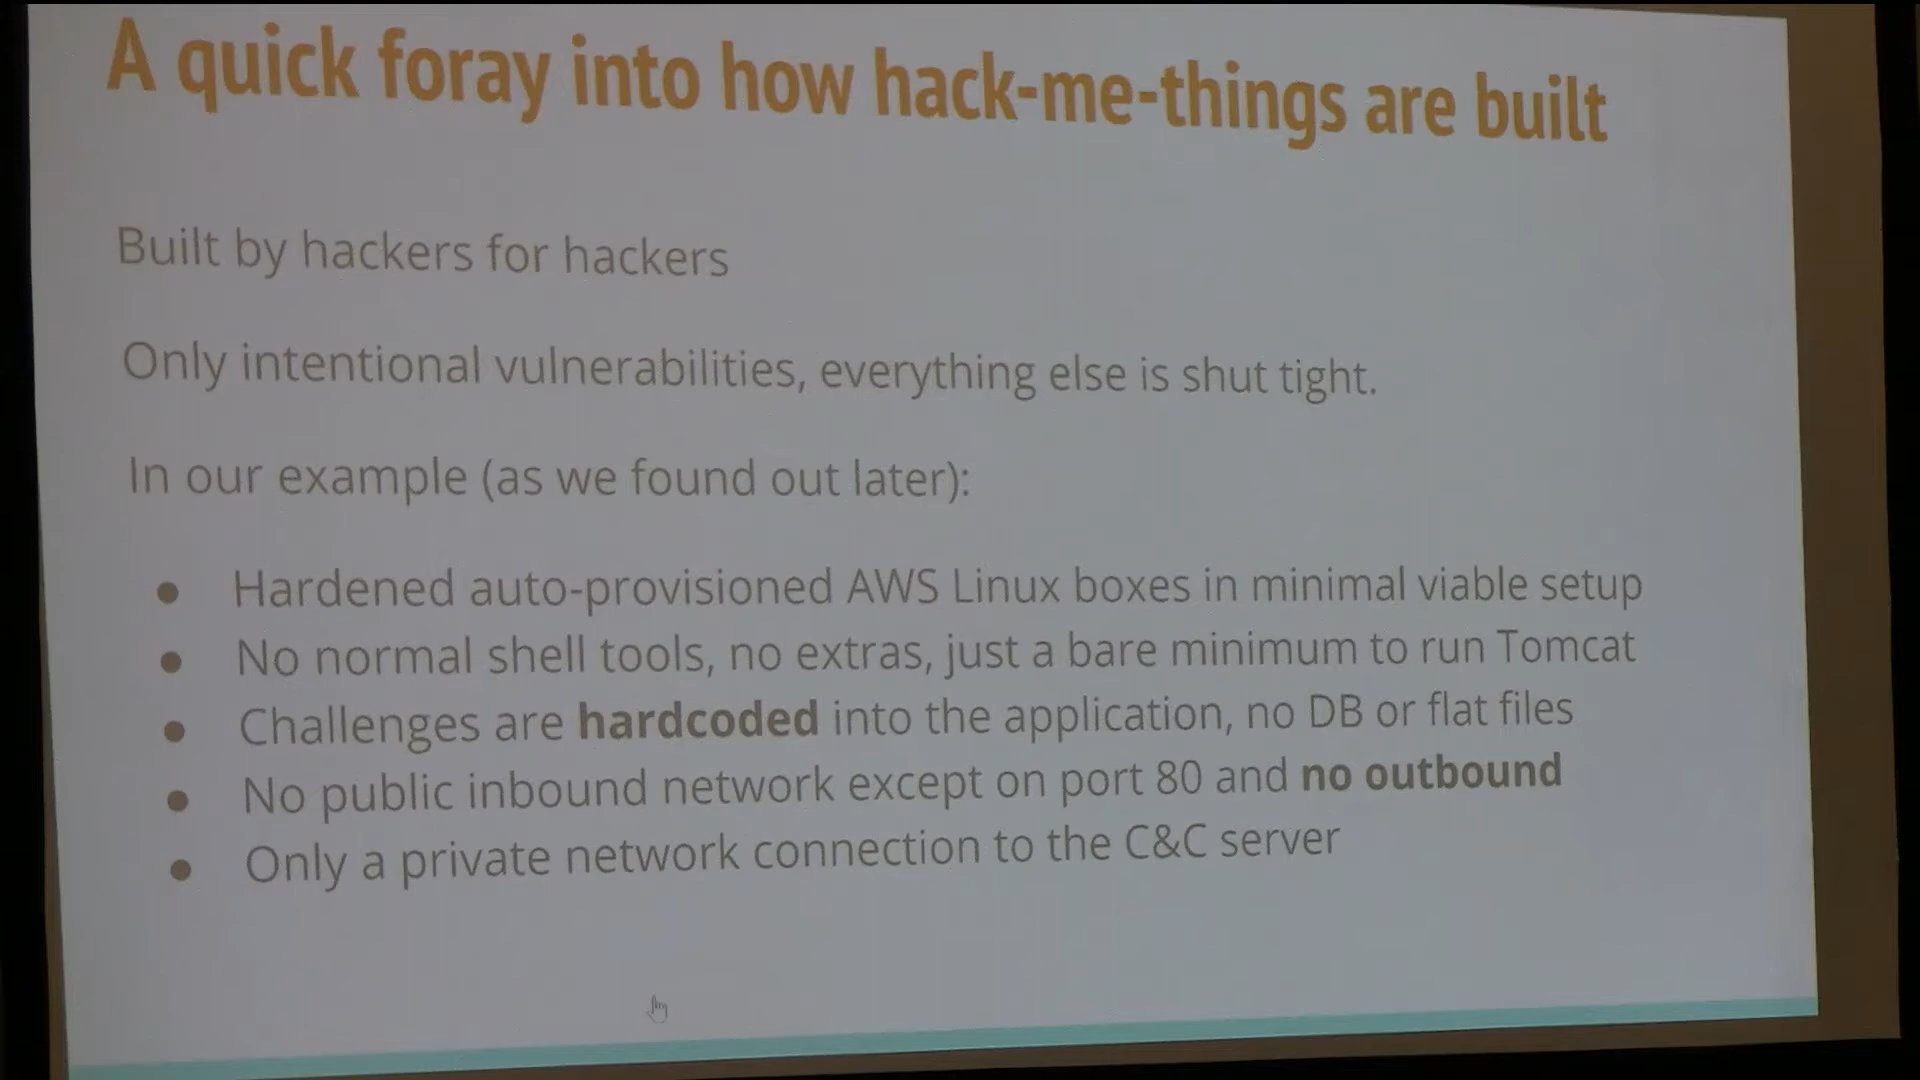 A quick foray into how hack-me-things are built
Built by hackers for hackers
Only intentional vulnerabilities, everything else is shut tight.
In our example (as we found out later):
● Hardened auto-provisioned AWS Linux boxes in minimal viable setup
● No normal shell tools, no extras, just a bare minimum to run Tomcat
● Challenges are hardcoded into the application, no DB or flat files
● No public inbound network except on port 80 and no outbound
● Only a private network connection to the C&C server